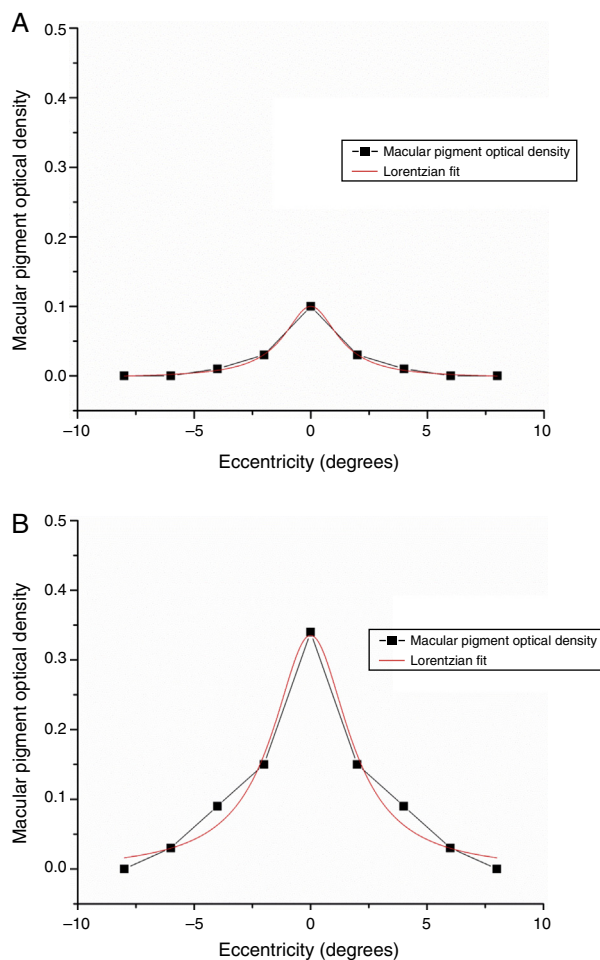 A
0.5
0.4
0.3
0.2
0.1
0.0
Macular pigment optical density
Macular pigment optical density
Lorentzian fit
–10
–5
0
5
10
Eccentricity (degrees)
B
0.5
0.4
0.3
0.2
0.1
0.0
Macular pigment optical density
Macular pigment optical density
Lorentzian fit
–10
–5
0
5
10
Eccentricity (degrees)